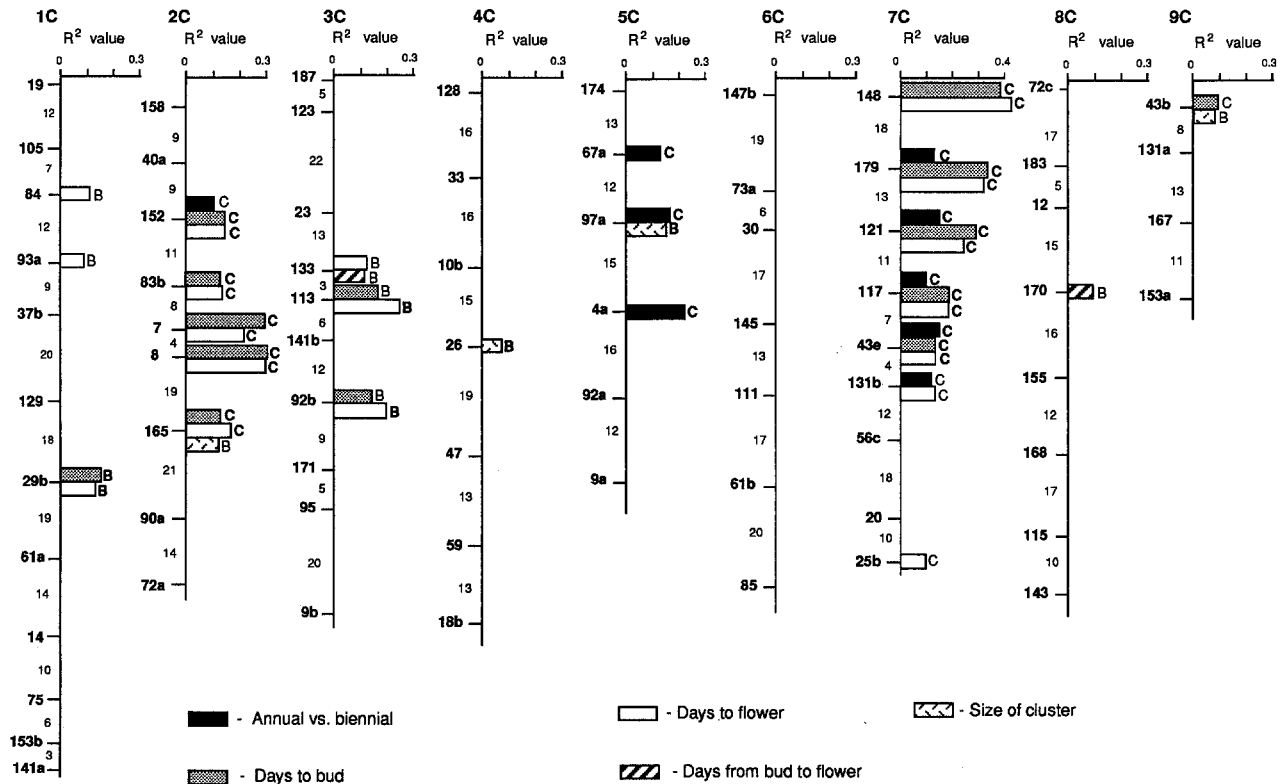 1C
R² value
0 0.3
19
12
105
7
84 B
12
93a B
9
37b
20
129
18
B
29b B
19
61a
14
14
10
75
6
153b
3
141a
2C
R² value
0 0.3
158
9
40a
9
C
152 C
C
11
C
83b C
8
C
7 C
4
C
8 C
19
C
165 C
B
21
90a
14
72a
3C
R² value
0 0.3
187
5
123
22
23
13
B
133 B
3
B
113 B
6
141b
12
B
92b B
9
171
5
95
20
9b
4C
R² value
0 0.3
128
16
33
16
10b
15
26 B
19
47
13
59
13
18b
5C
R² value
0 0.3
174
13
67a C
12
C
97a B
15
4a C
16
92a
12
9a
6C
R² value
0 0.3
147b
19
73a
6
30
17
145
13
111
17
61b
20
85
7C
R² value
0 0.4
C
148 C
18
C
179 C
C
13
C
121 C
C
11
C
117 C
C
7
C
43e C
C
4
C
131b C
12
56c
18
20
10
25b C
8C
R² value
0 0.3
72c
17
183
5
12
15
170 B
16
155
12
168
17
115
10
143
9C
R² value
0 0.3
C
43b B
8
131a
13
167
11
153a
- Annual vs. biennial
- Days to bud
- Days to flower
- Days from bud to flower
- Size of cluster